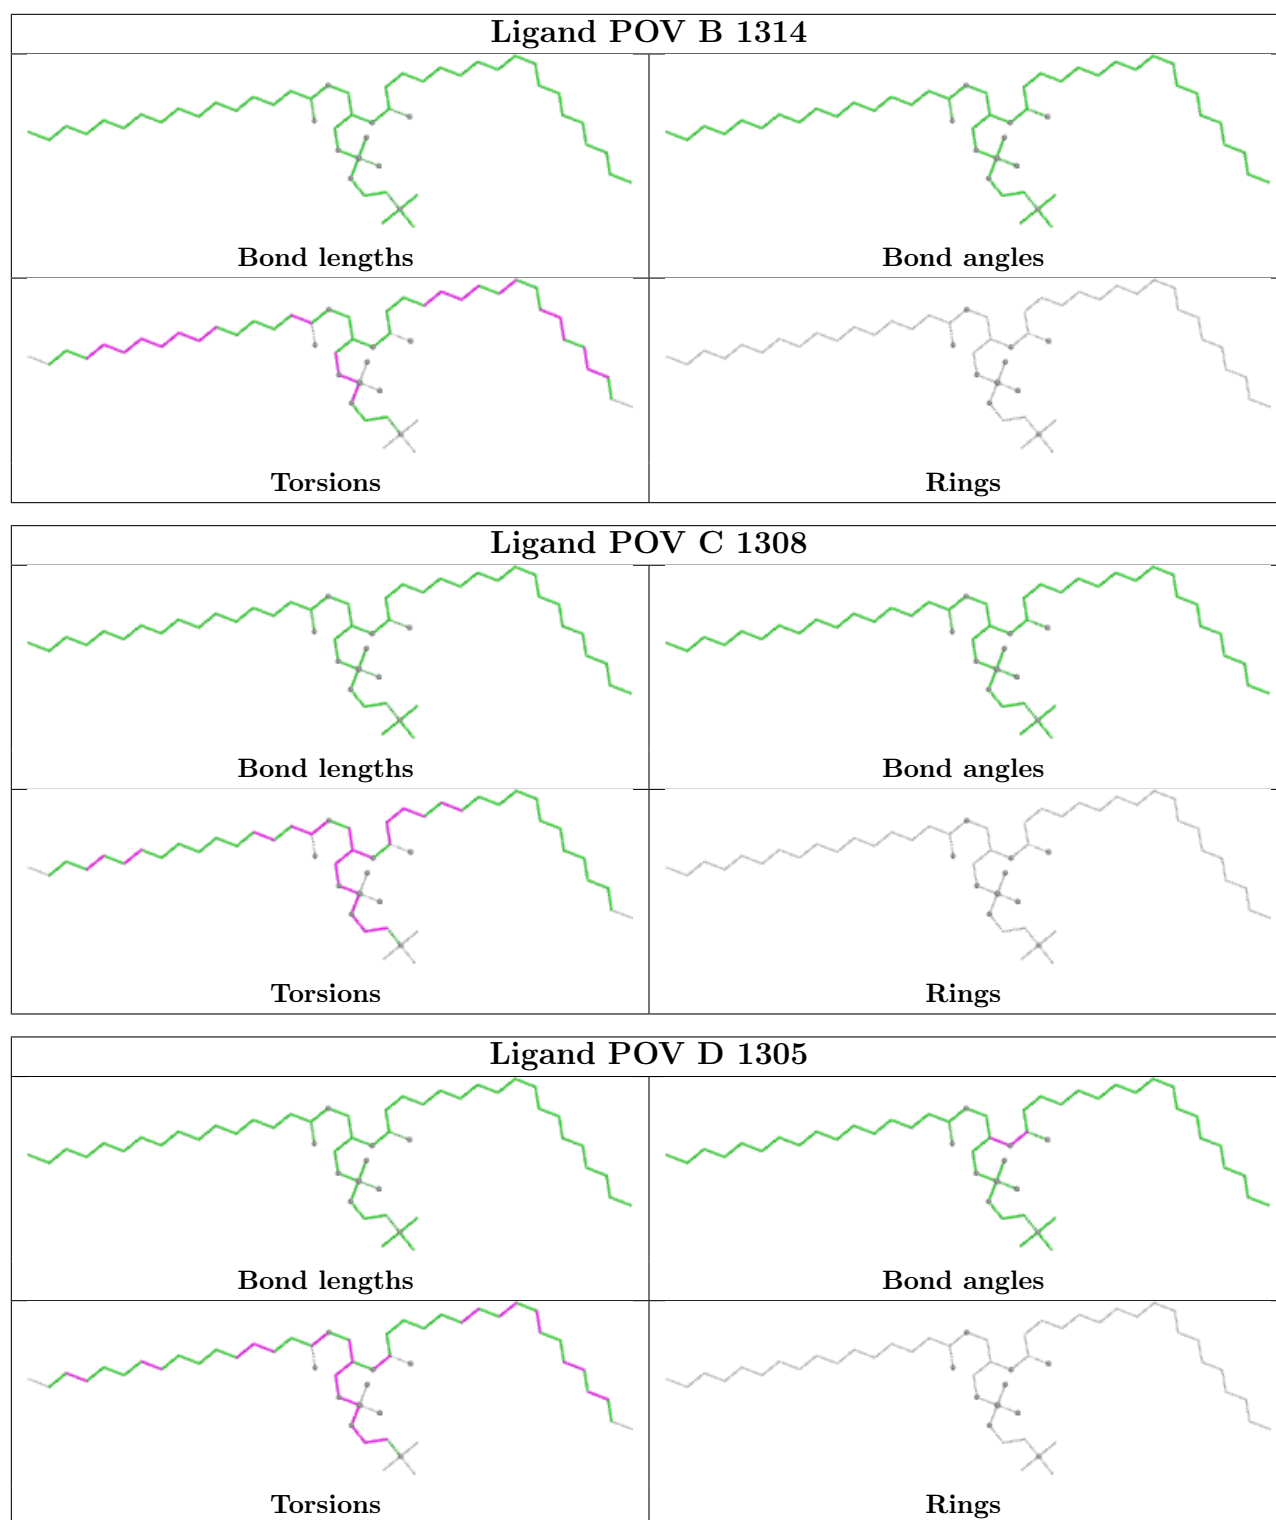 Ligand POV B 1314
Bond lengths
Bond angles
Torsions
Rings
Ligand POV C 1308
Bond lengths
Bond angles
Torsions
Rings
Ligand POV D 1305
Bond lengths
Bond angles
Torsions
Rings